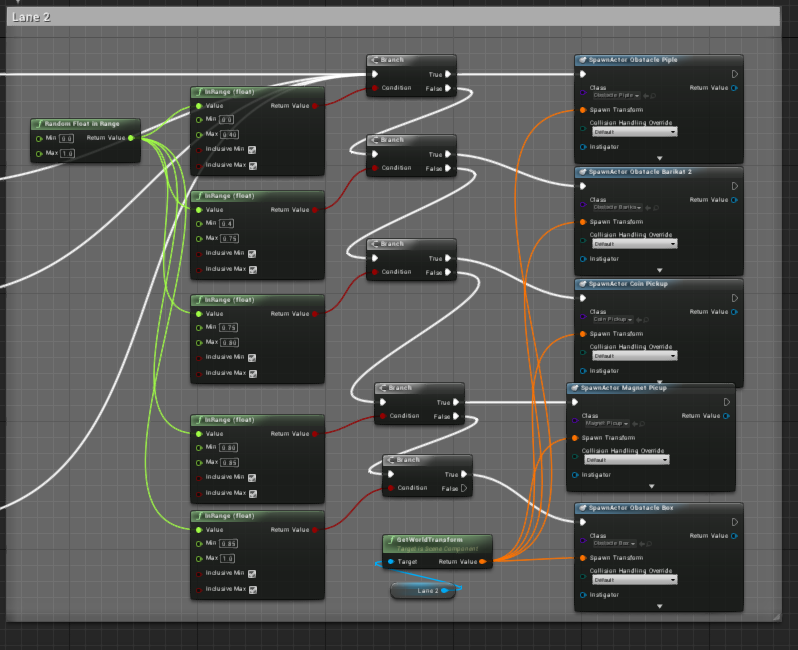 Lane 2
Random Float in Range
Min 0.0
Return Value
Max 1.0
InRange (float)
Value
Return Value
Min 0.0
Max 0.40
Inclusive Min
Inclusive Max
InRange (float)
Value
Return Value
Min 0.4
Max 0.75
Inclusive Min
Inclusive Max
InRange (float)
Value
Return Value
Min 0.75
Max 0.80
Inclusive Min
Inclusive Max
InRange (float)
Value
Return Value
Min 0.80
Max 0.85
Inclusive Min
Inclusive Max
InRange (float)
Value
Return Value
Min 0.85
Max 1.0
Inclusive Min
Inclusive Max
Branch
True
Condition
False
Branch
True
Condition
False
Branch
True
Condition
False
Branch
True
Condition
False
Branch
True
Condition
False
GetWorldTransform
Target is Scene Component
Target
Return Value
Lane 2
SpawnActor Obstacle Piple
Class
Return Value
Obstacle Piple
Spawn Transform
Collision Handling Override
Default
Instigator
SpawnActor Obstacle Barikat 2
Class
Return Value
Obstacle Barika
Spawn Transform
Collision Handling Override
Default
Instigator
SpawnActor Coin Pickup
Class
Return Value
Coin Pickup
Spawn Transform
Collision Handling Override
Default
Instigator
SpawnActor Magnet Picup
Class
Return Value
Magnet Picup
Spawn Transform
Collision Handling Override
Default
Instigator
SpawnActor Obstacle Box
Class
Return Value
Obstacle Box
Spawn Transform
Collision Handling Override
Default
Instigator